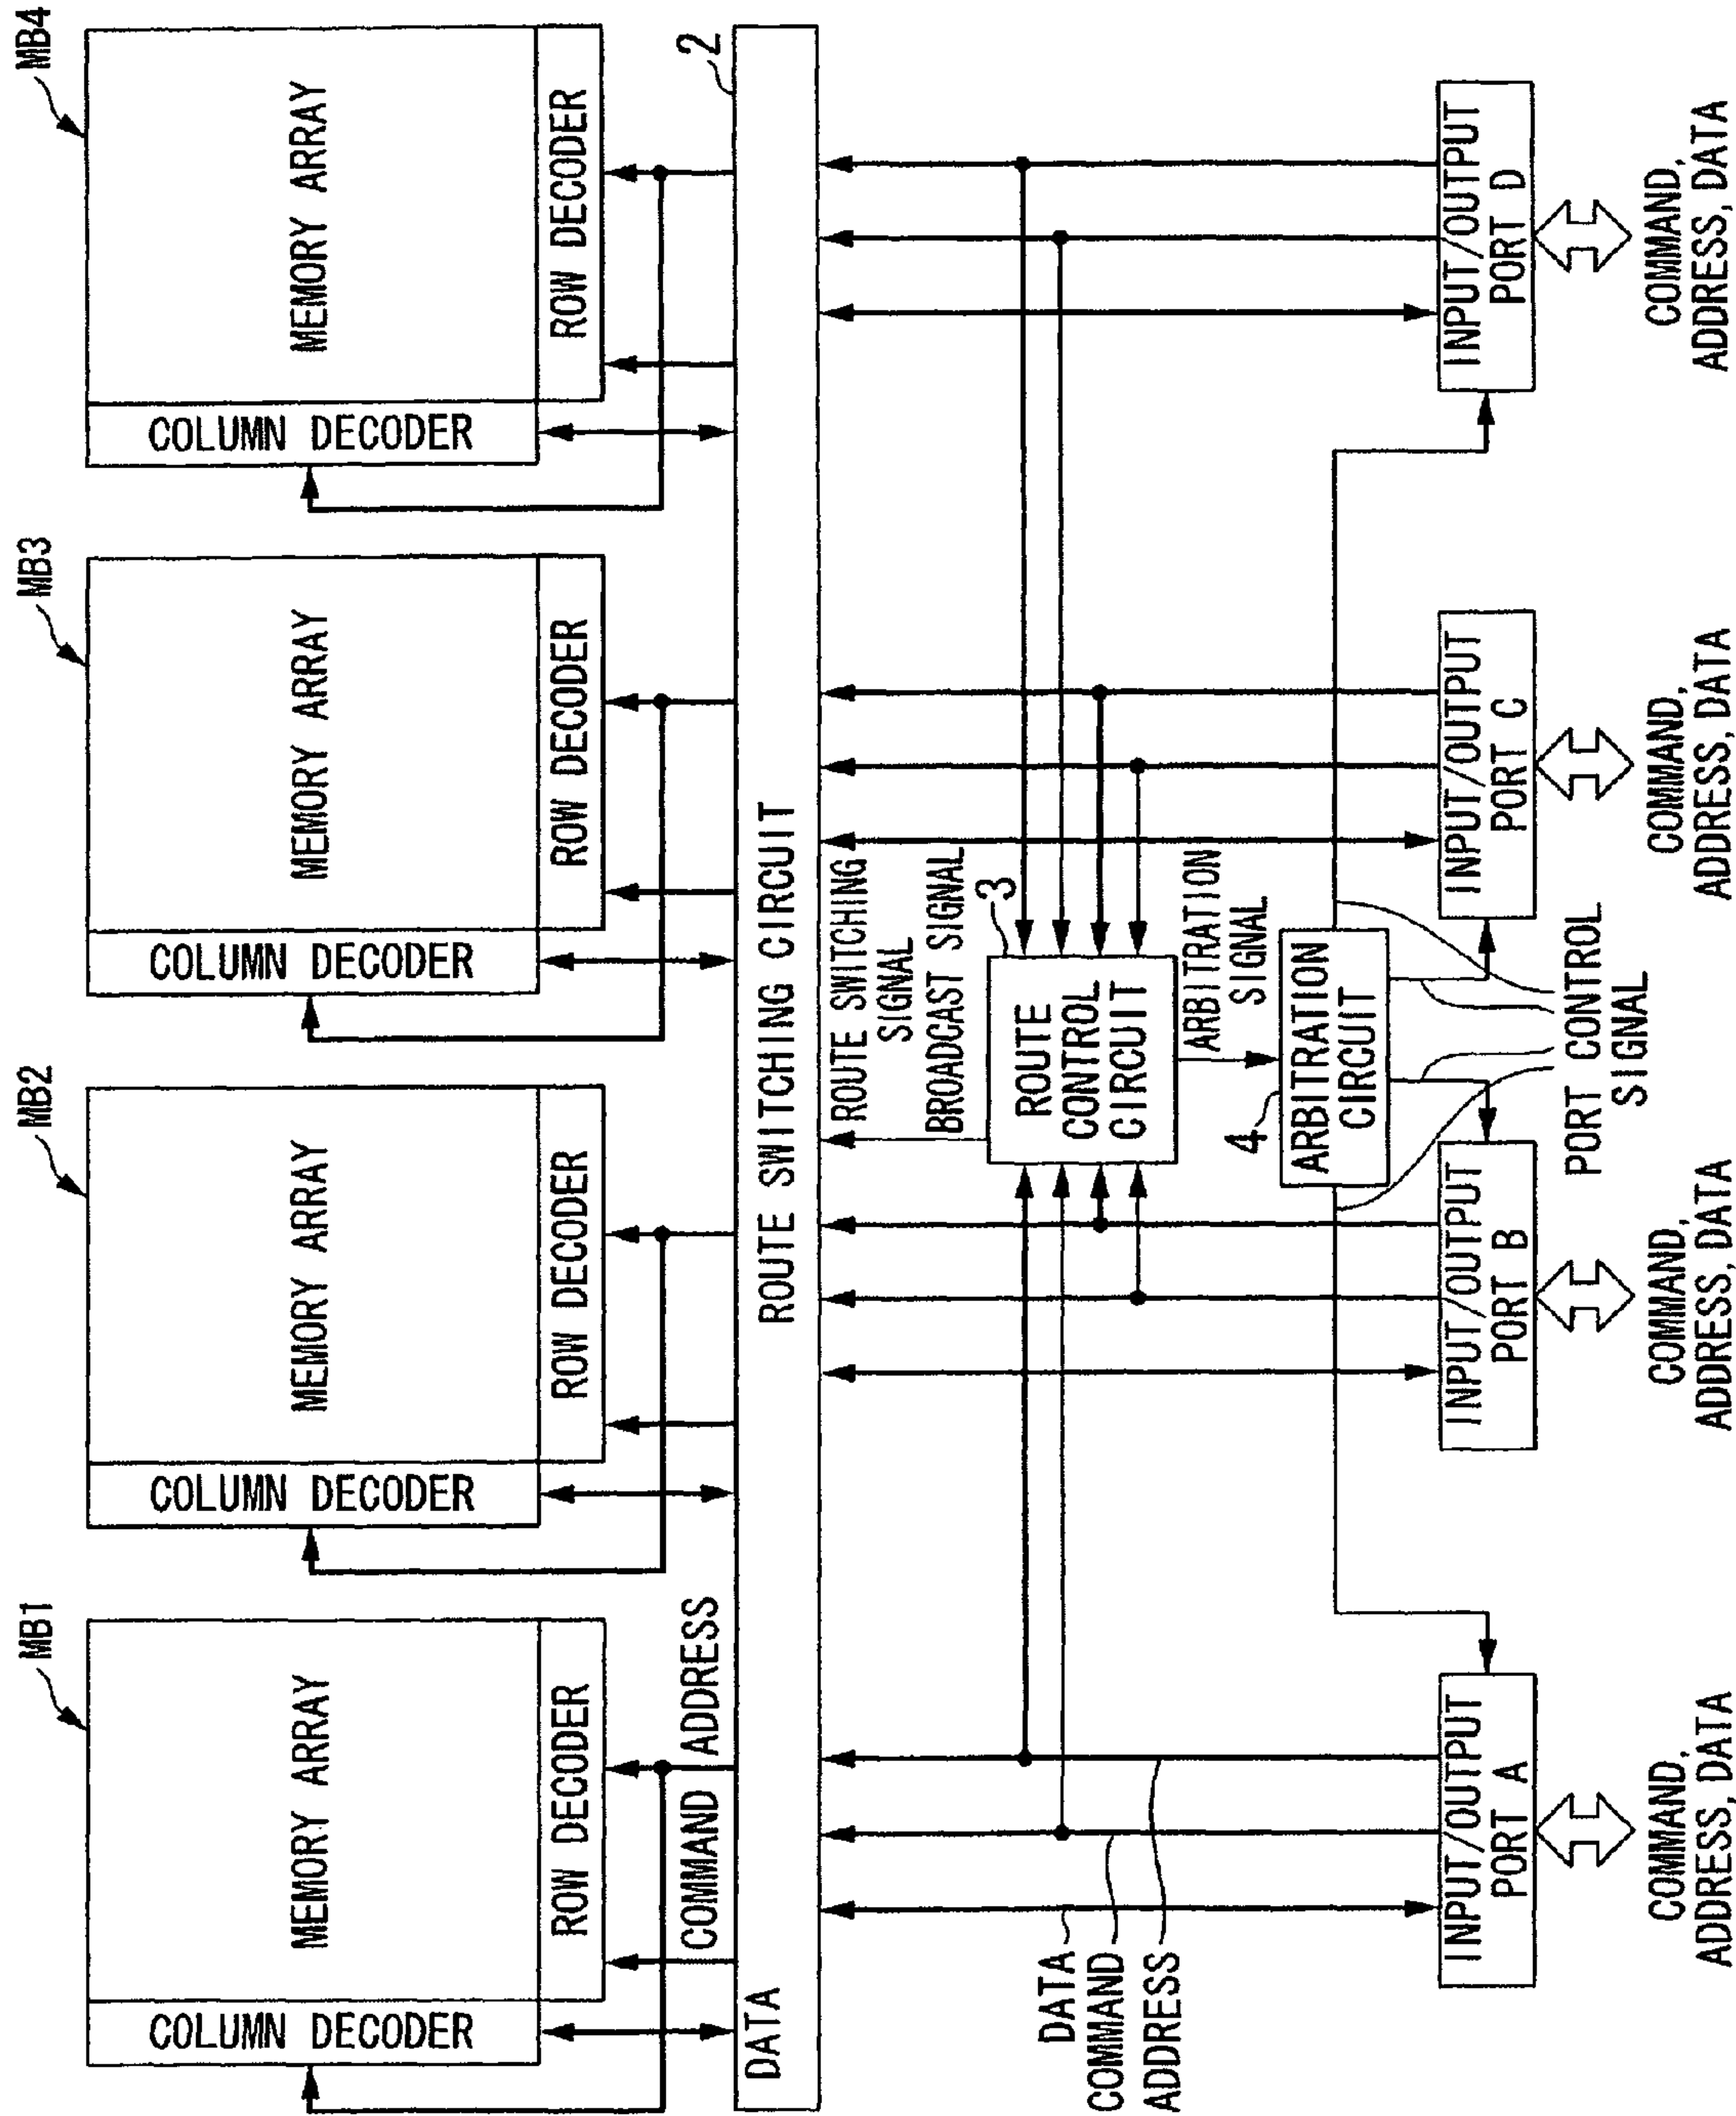 MB1
MB2
MB3
MB4
MEMORY ARRAY
MEMORY ARRAY
MEMORY ARRAY
MEMORY ARRAY
COLUMN DECODER
ROW DECODER
COLUMN DECODER
ROW DECODER
COLUMN DECODER
ROW DECODER
COLUMN DECODER
ROW DECODER
COMMAND
ADDRESS
2
DATA
ROUTE SWITCHING CIRCUIT
ROUTE SWITCHING
SIGNAL
BROADCAST SIGNAL
3
ROUTE
CONTROL
CIRCUIT
DATA
COMMAND
ADDRESS
ARBITRATION
SIGNAL
4
ARBITRATION
CIRCUIT
INPUT/OUTPUT
PORT A
INPUT/OUTPUT
PORT B
INPUT/OUTPUT
PORT C
INPUT/OUTPUT
PORT D
PORT CONTROL
SIGNAL
COMMAND,
ADDRESS, DATA
COMMAND,
ADDRESS, DATA
COMMAND,
ADDRESS, DATA
COMMAND,
ADDRESS, DATA